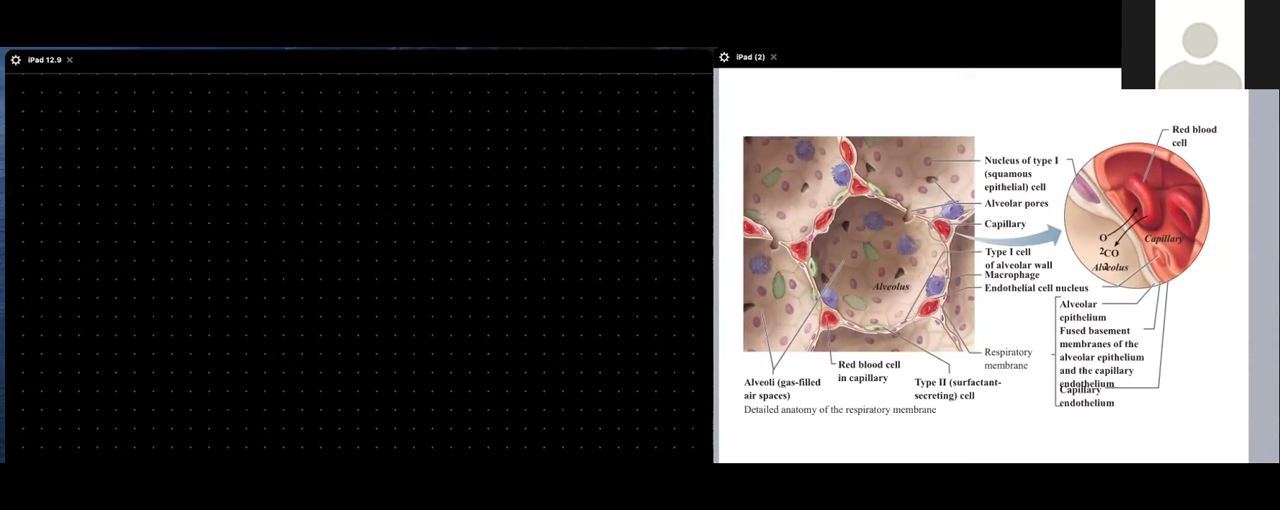 iPad 12.9
iPad (2)
Red blood
cell
Nucleus of type I
(squamous
epithelial) cell
Alveolar pores
Capillary
Type I cell
of alveolar wall
Macrophage
Endothelial cell nucleus
Alveolus
O
2CO
2
Capillary
Alveolus
Alveolar
epithelium
Fused basement
membranes of the
alveolar epithelium
and the capillary
endothelium
Capillary
endothelium
Respiratory
membrane
Red blood cell
in capillary
Alveoli (gas-filled
air spaces)
Type II (surfactant-
secreting) cell
Detailed anatomy of the respiratory membrane